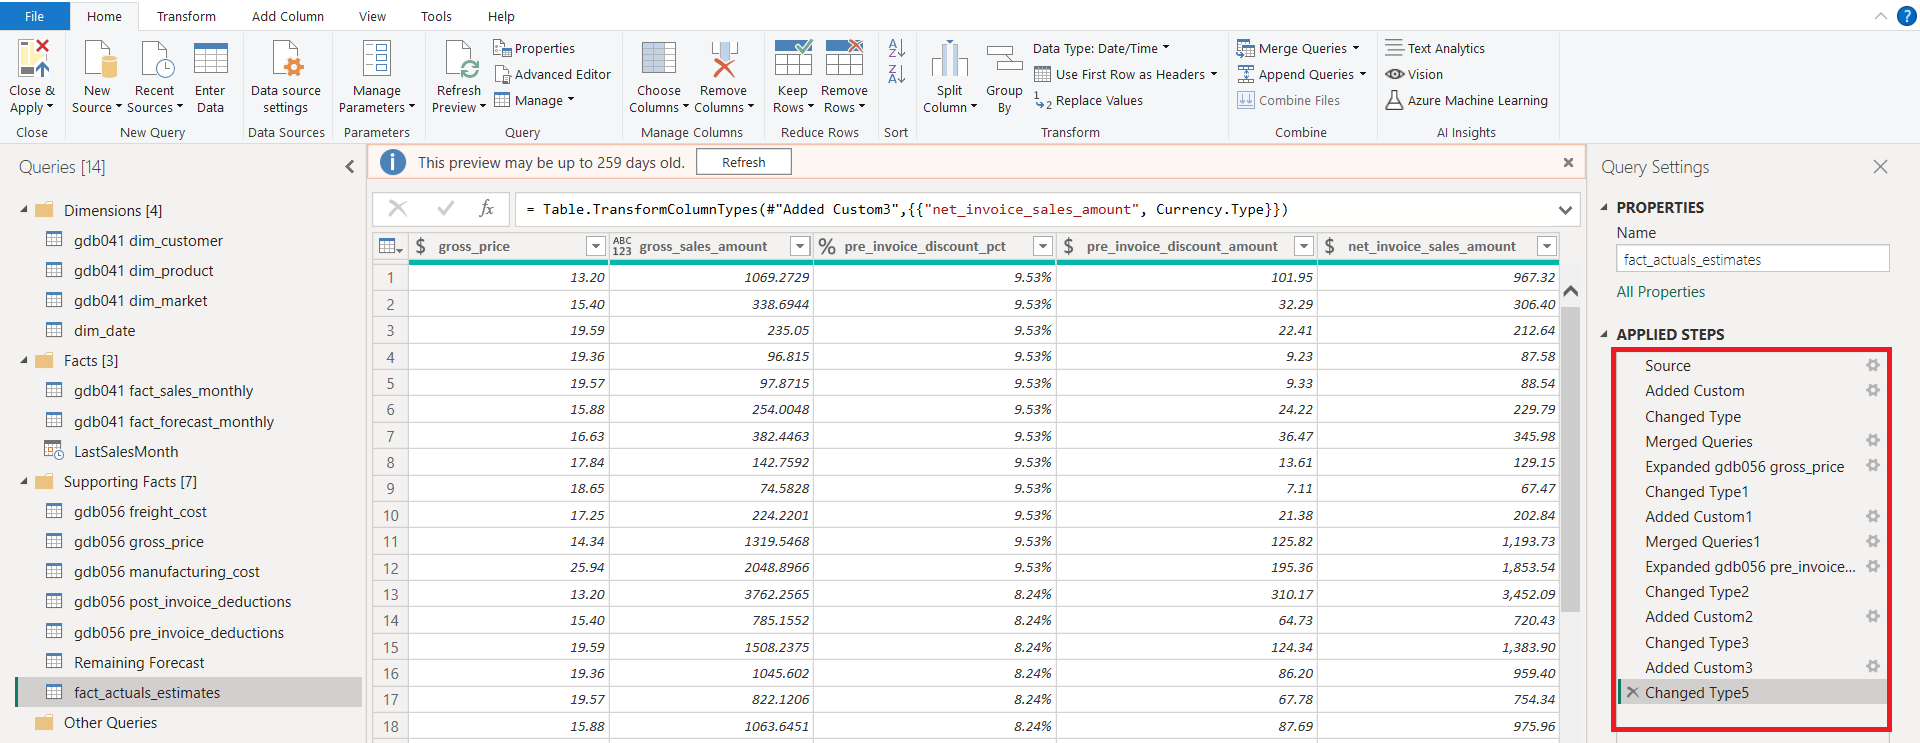 File Home Transform Add Column View Tools Help
Close & Apply
New Source
Recent Sources
Enter Data
Data source settings
Manage Parameters
Refresh Preview
Properties
Advanced Editor
Manage
Choose Columns
Remove Columns
Keep Rows
Remove Rows
Split Column
Group By
Data Type: Date/Time
Use First Row as Headers
Replace Values
Merge Queries
Append Queries
Combine Files
Text Analytics
Vision
Azure Machine Learning
Close New Query Data Sources Parameters Query Manage Columns Reduce Rows Sort Transform Combine AI Insights
Queries [14]
Dimensions [4]
gdb041 dim_customer
gdb041 dim_product
gdb041 dim_market
dim_date
Facts [3]
gdb041 fact_sales_monthly
gdb041 fact_forecast_monthly
LastSalesMonth
Supporting Facts [7]
gdb056 freight_cost
gdb056 gross_price
gdb056 manufacturing_cost
gdb056 post_invoice_deductions
gdb056 pre_invoice_deductions
Remaining Forecast
fact_actuals_estimates
Other Queries
This preview may be up to 259 days old. Refresh
fx = Table.TransformColumnTypes(#"Added Custom3",{{"net_invoice_sales_amount", Currency.Type}})
$ gross_price ABC 123 gross_sales_amount % pre_invoice_discount_pct $ pre_invoice_discount_amount $ net_invoice_sales_amount
1 13.20 1069.2729 9.53% 101.95 967.32
2 15.40 338.6944 9.53% 32.29 306.40
3 19.59 235.05 9.53% 22.41 212.64
4 19.36 96.815 9.53% 9.23 87.58
5 19.57 97.8715 9.53% 9.33 88.54
6 15.88 254.0048 9.53% 24.22 229.79
7 16.63 382.4463 9.53% 36.47 345.98
8 17.84 142.7592 9.53% 13.61 129.15
9 18.65 74.5828 9.53% 7.11 67.47
10 17.25 224.2201 9.53% 21.38 202.84
11 14.34 1319.5468 9.53% 125.82 1,193.73
12 25.94 2048.8966 9.53% 195.36 1,853.54
13 13.20 3762.2565 8.24% 310.17 3,452.09
14 15.40 785.1552 8.24% 64.73 720.43
15 19.59 1508.2375 8.24% 124.34 1,383.90
16 19.36 1045.602 8.24% 86.20 959.40
17 19.57 822.1206 8.24% 67.78 754.34
18 15.88 1063.6451 8.24% 87.69 975.96
Query Settings
PROPERTIES
Name
fact_actuals_estimates
All Properties
APPLIED STEPS
Source
Added Custom
Changed Type
Merged Queries
Expanded gdb056 gross_price
Changed Type1
Added Custom1
Merged Queries1
Expanded gdb056 pre_invoice...
Changed Type2
Added Custom2
Changed Type3
Added Custom3
Changed Type5